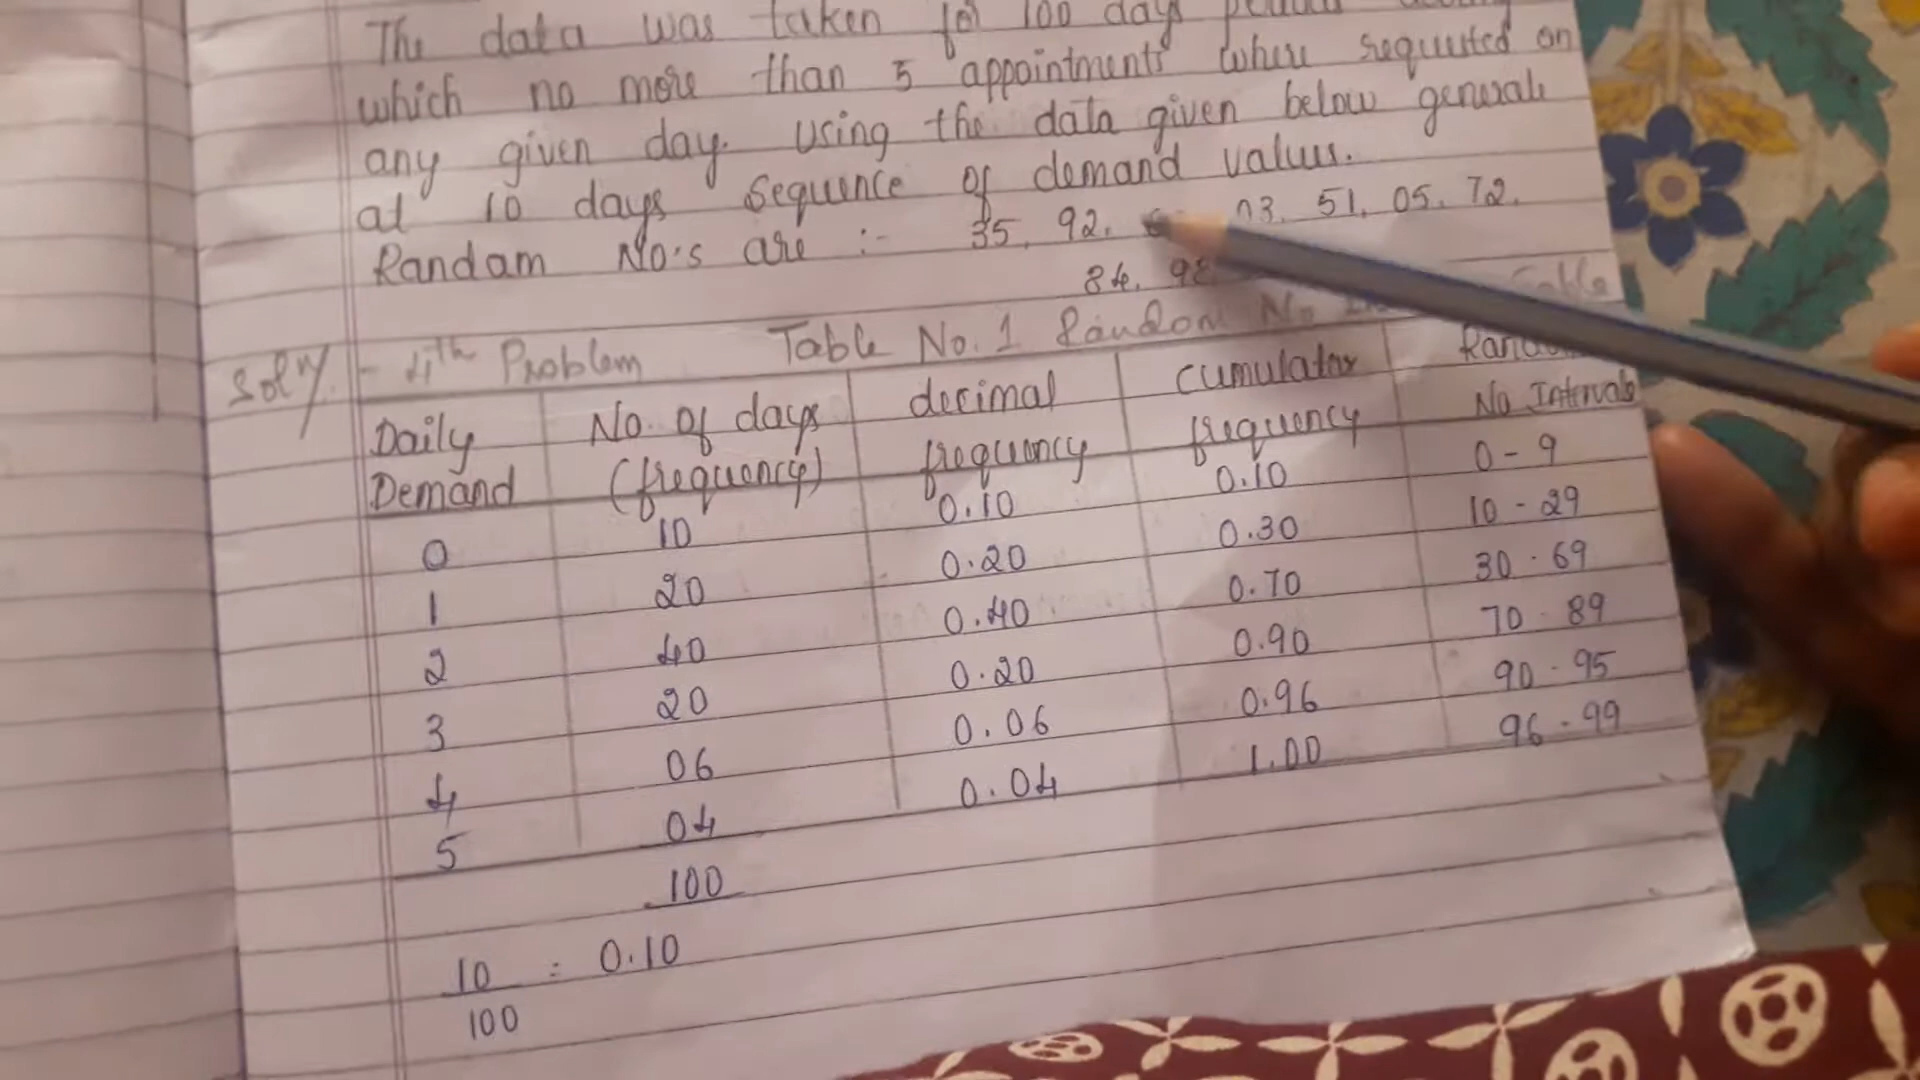 The data was taken for 100 days
which no more than 5 appointments where requested on
any given day. Using the data given below generate
at 10 days sequence of demand values.
Random No's are :- 35, 92, 03, 51, 05, 72,
84,
Soln - 4th Problem Table No. 1 Random No Table
Daily Demand No. of days (frequency) decimal frequency cumulator frequency No Intervals
0 10 0.10 0.10 0 - 9
1 20 0.20 0.30 10 - 29
2 40 0.40 0.70 30 - 69
3 20 0.20 0.90 70 - 89
4 06 0.06 0.96 90 - 95
5 04 0.04 1.00 96 - 99
100
10
100 = 0.10